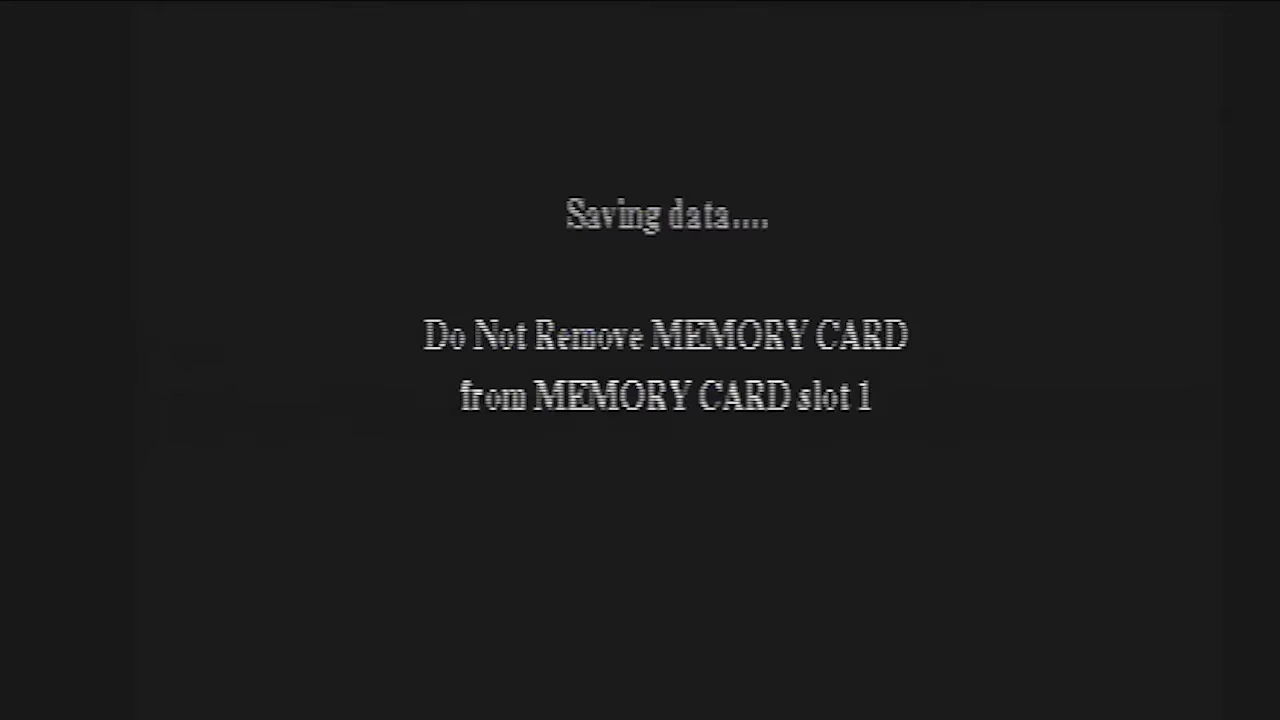 Saving data....
Do Not Remove MEMORY CARD
from MEMORY CARD slot 1